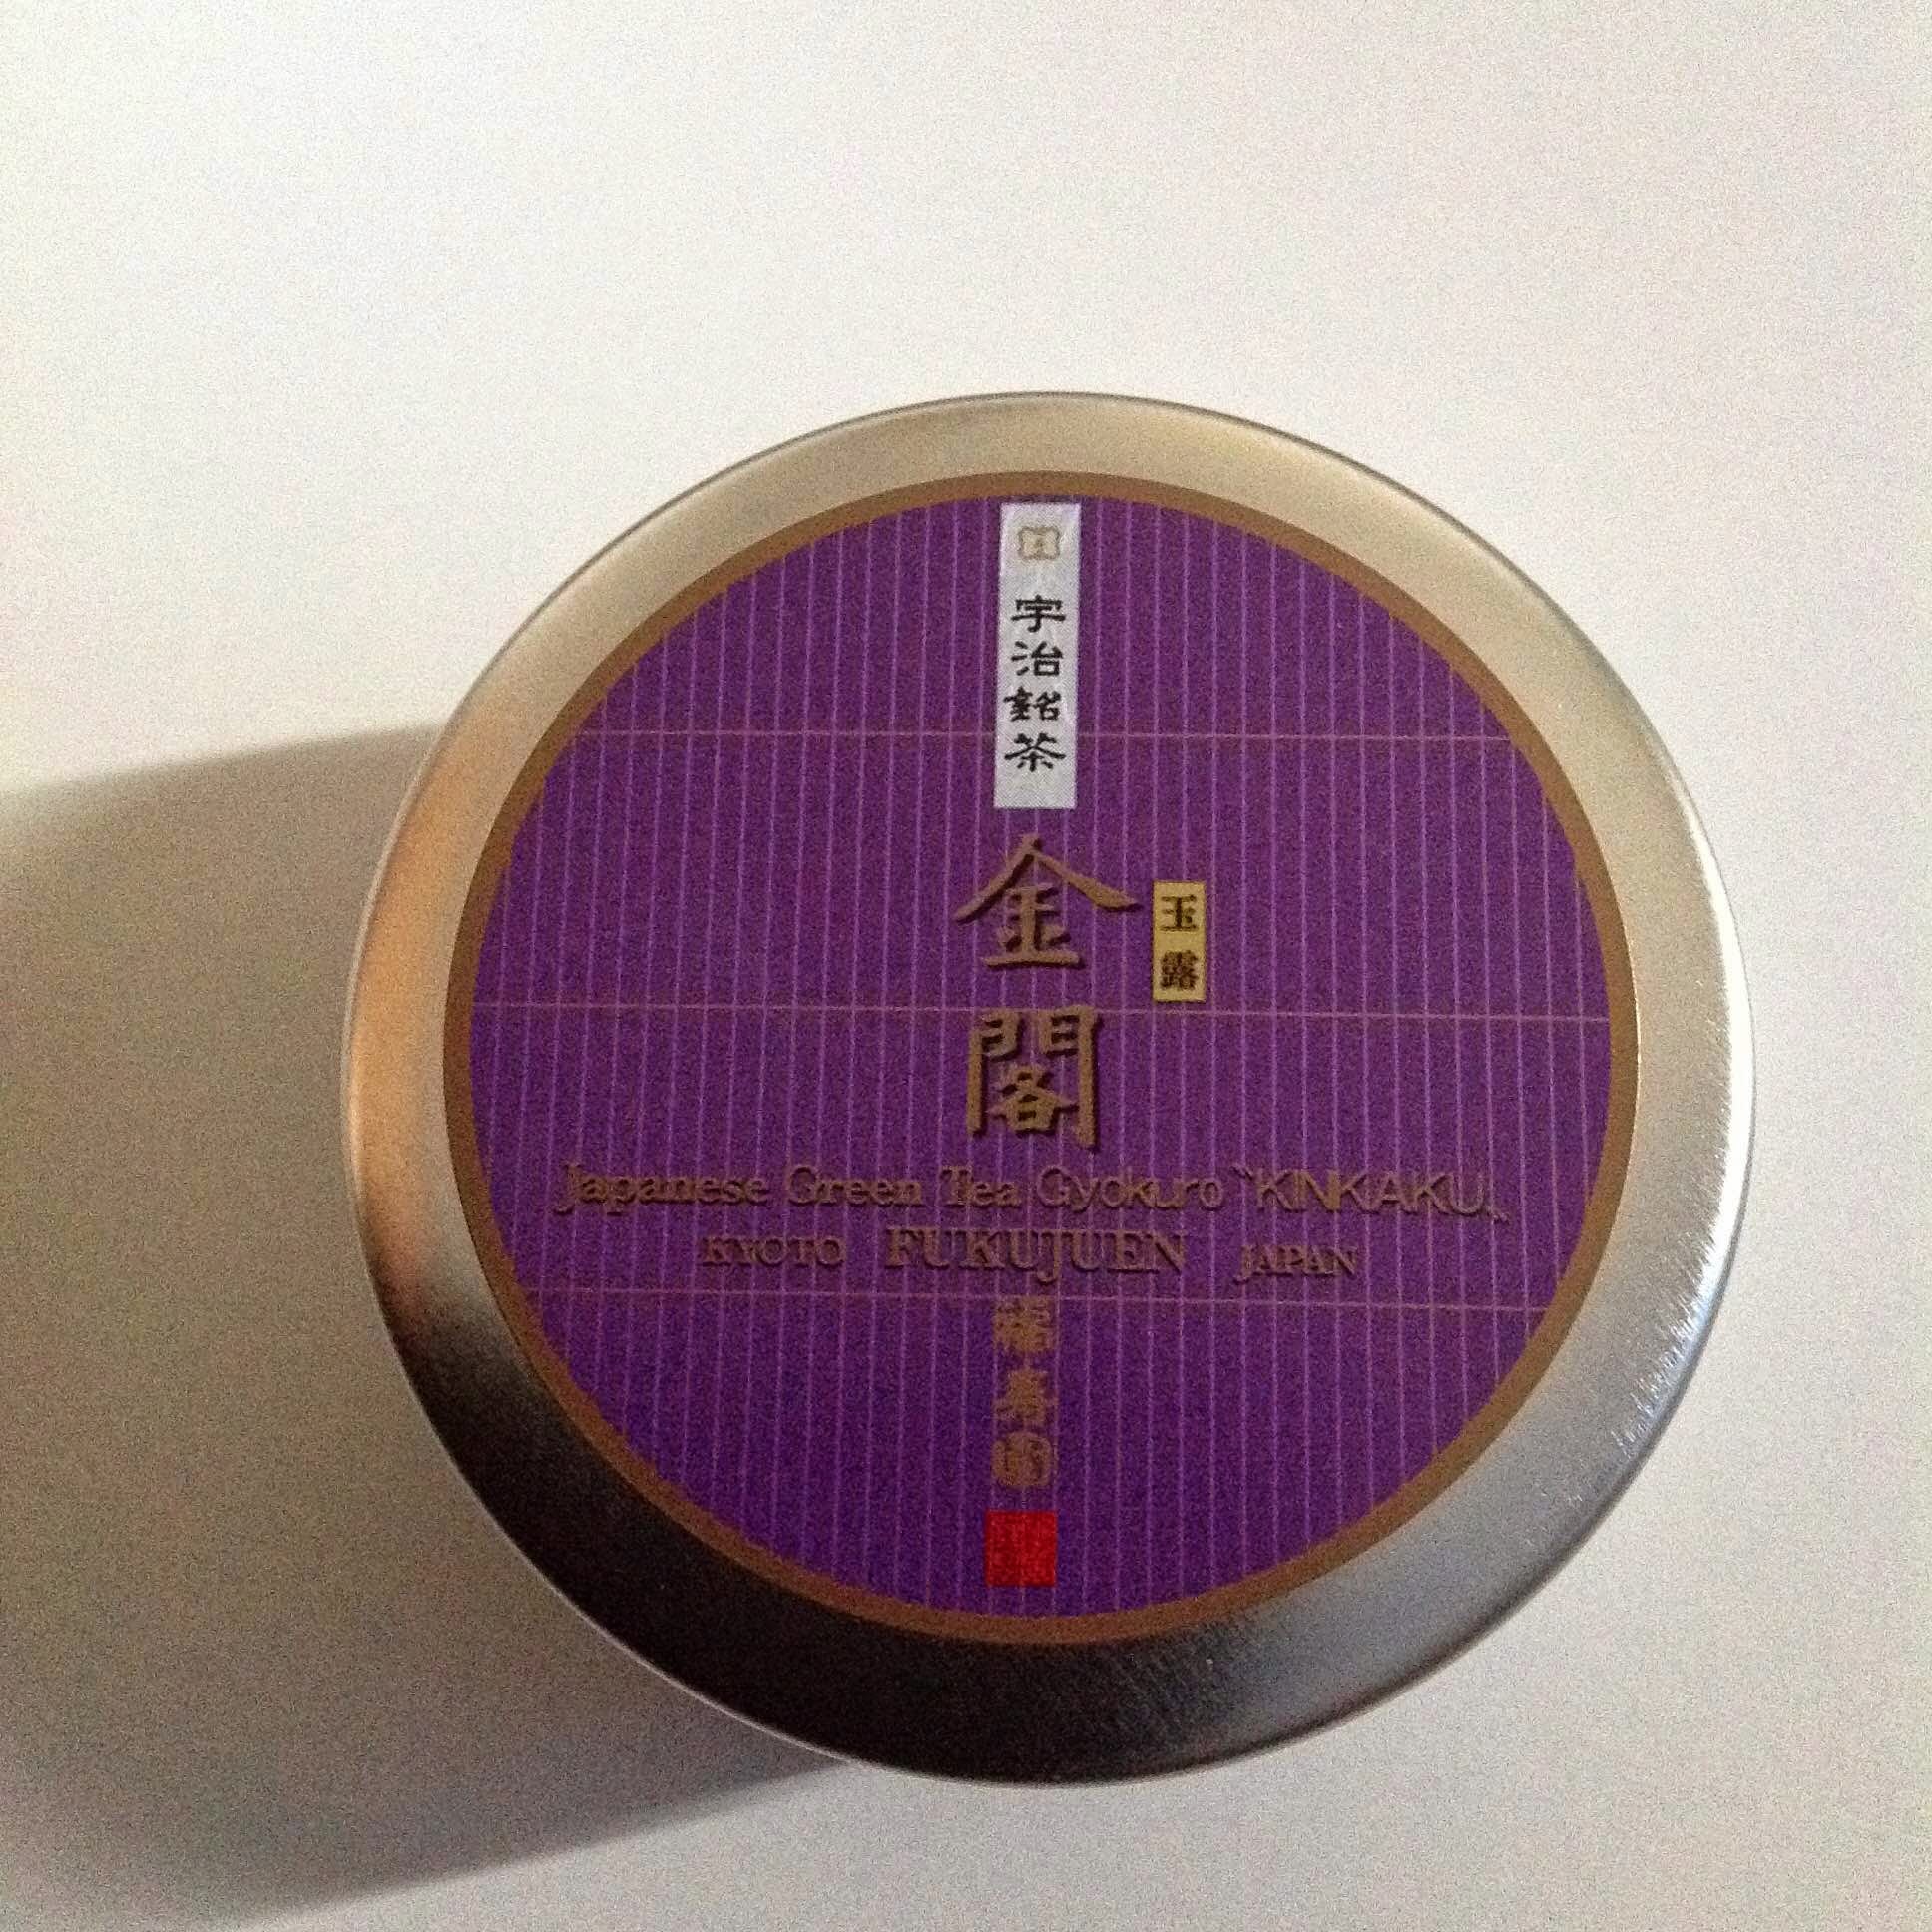 宇治銘茶
金閣
玉露
Japanese Green Tea Gyokuro "KINKAKU„
KYOTO FUKUJUEN JAPAN
福寿園